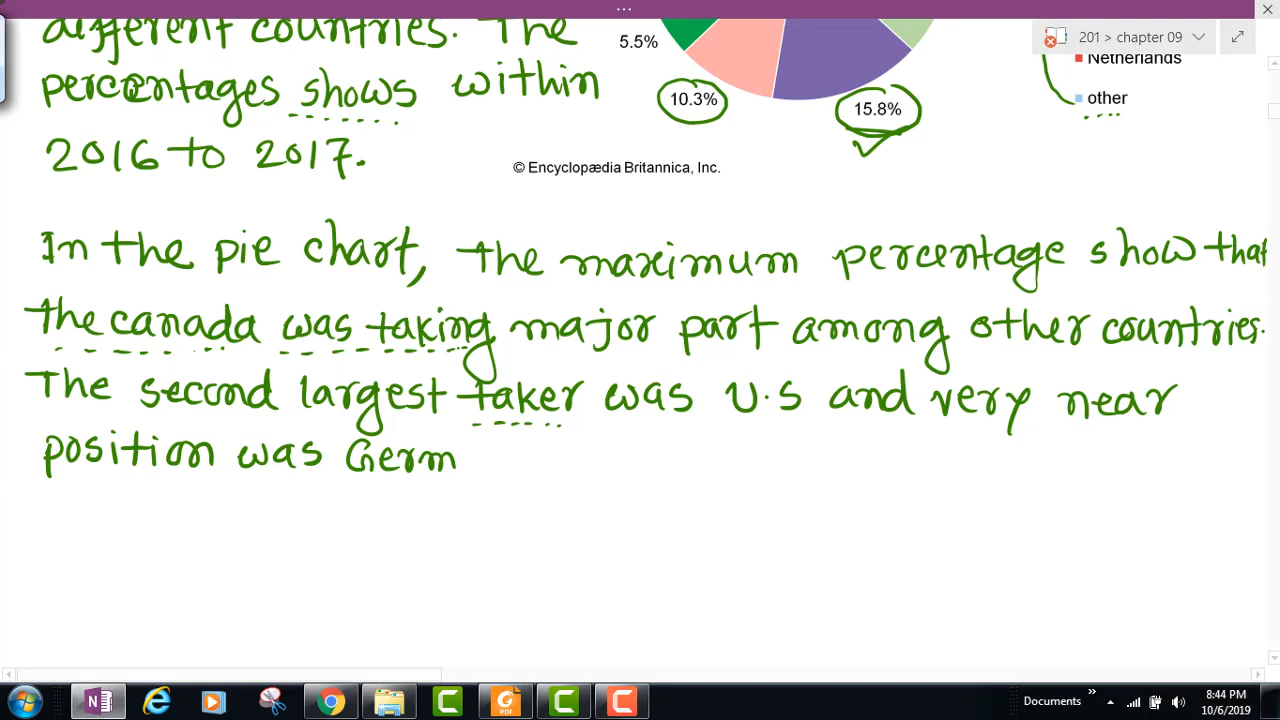 different countries. The
percentages shows within
2016 to 2017.
5.5%
10.3%
15.8%
© Encyclopædia Britannica, Inc.
201 > chapter 09
Netherlands
other
In the pie chart, the maximum percentage show that
the canada was taking major part among other countries.
The second largest taker was U.S and very near
position was Germ
Documents
8:44 PM
10/6/2019